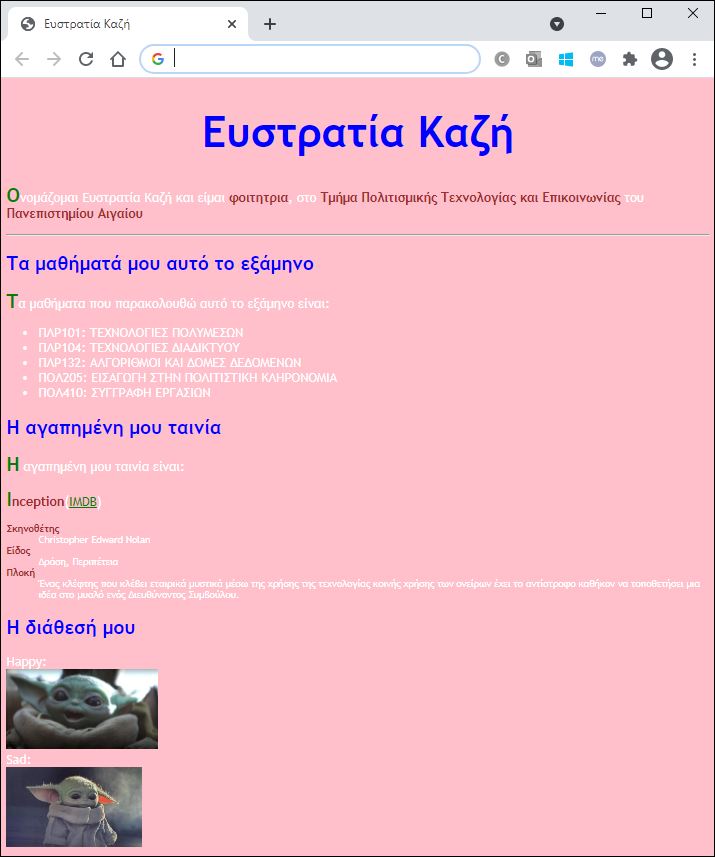 Ευστρατία Καζή
Ευστρατία Καζή
Ονομάζομαι Ευστρατία Καζή και είμαι φοιτητρια, στο Τμήμα Πολιτισμικής Τεχνολογίας και Επικοινωνίας του
Πανεπιστημίου Αιγαίου
Τα μαθήματά μου αυτό το εξάμηνο
Τα μαθήματα που παρακολουθώ αυτό το εξάμηνο είναι:
ΠΛΡ101: ΤΕΧΝΟΛΟΓΙΕΣ ΠΟΛΥΜΕΣΩΝ
ΠΛΡ104: ΤΕΧΝΟΛΟΓΙΕΣ ΔΙΑΔΙΚΤΥΟΥ
ΠΛΡ132: ΑΛΓΟΡΙΘΜΟΙ ΚΑΙ ΔΟΜΕΣ ΔΕΔΟΜΕΝΩΝ
ΠΟΛ205: ΕΙΣΑΓΩΓΗ ΣΤΗΝ ΠΟΛΙΤΙΣΤΙΚΗ ΚΛΗΡΟΝΟΜΙΑ
ΠΟΛ410: ΣΥΓΓΡΑΦΗ ΕΡΓΑΣΙΩΝ
Η αγαπημένη μου ταινία
Η αγαπημένη μου ταινία είναι:
Inception(IMDB)
Σκηνοθέτης
Christopher Edward Nolan
Είδος
Δράση, Περιπέτεια
Πλοκή
Ένας κλέφτης που κλέβει εταιρικά μυστικά μέσω της χρήσης της τεχνολογίας κοινής χρήσης των ονείρων έχει το αντίστροφο καθήκον να τοποθετήσει μια
ιδέα στο μυαλό ενός Διευθύνοντος Συμβούλου.
Η διάθεσή μου
Happy:
Sad: